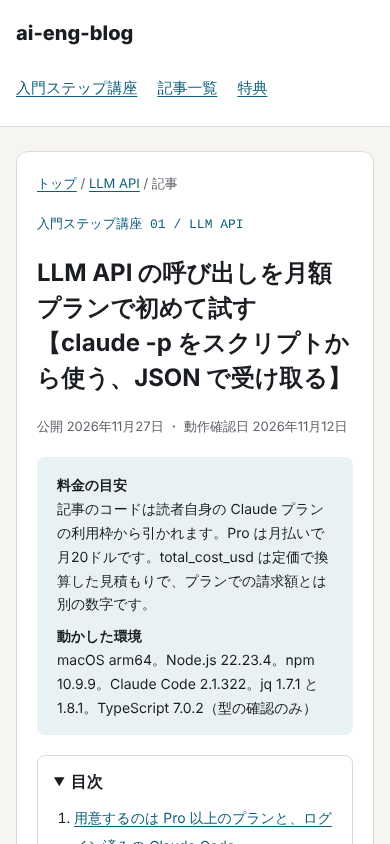 ai-eng-blog
入門ステップ講座 記事一覧 特典
トップ / LLM API / 記事
入門ステップ講座 01 / LLM API
LLM API の呼び出しを月額
プランで初めて試す
【claude -p をスクリプトか
ら使う、JSON で受け取る】
公開 2026年11月27日 ・ 動作確認日 2026年11月12日
料金の目安
記事のコードは読者自身の Claude プラン
の利用枠から引かれます。Pro は月払いで
月20ドルです。total_cost_usd は定価で換
算した見積もりで、プランでの請求額とは
別の数字です。
動かした環境
macOS arm64。Node.js 22.23.4。npm
10.9.9。Claude Code 2.1.322。jq 1.7.1 と
1.8.1。TypeScript 7.0.2（型の確認のみ）
▼ 目次
1. 用意するのは Pro 以上のプランと、ログ
イン済みの Claude Code